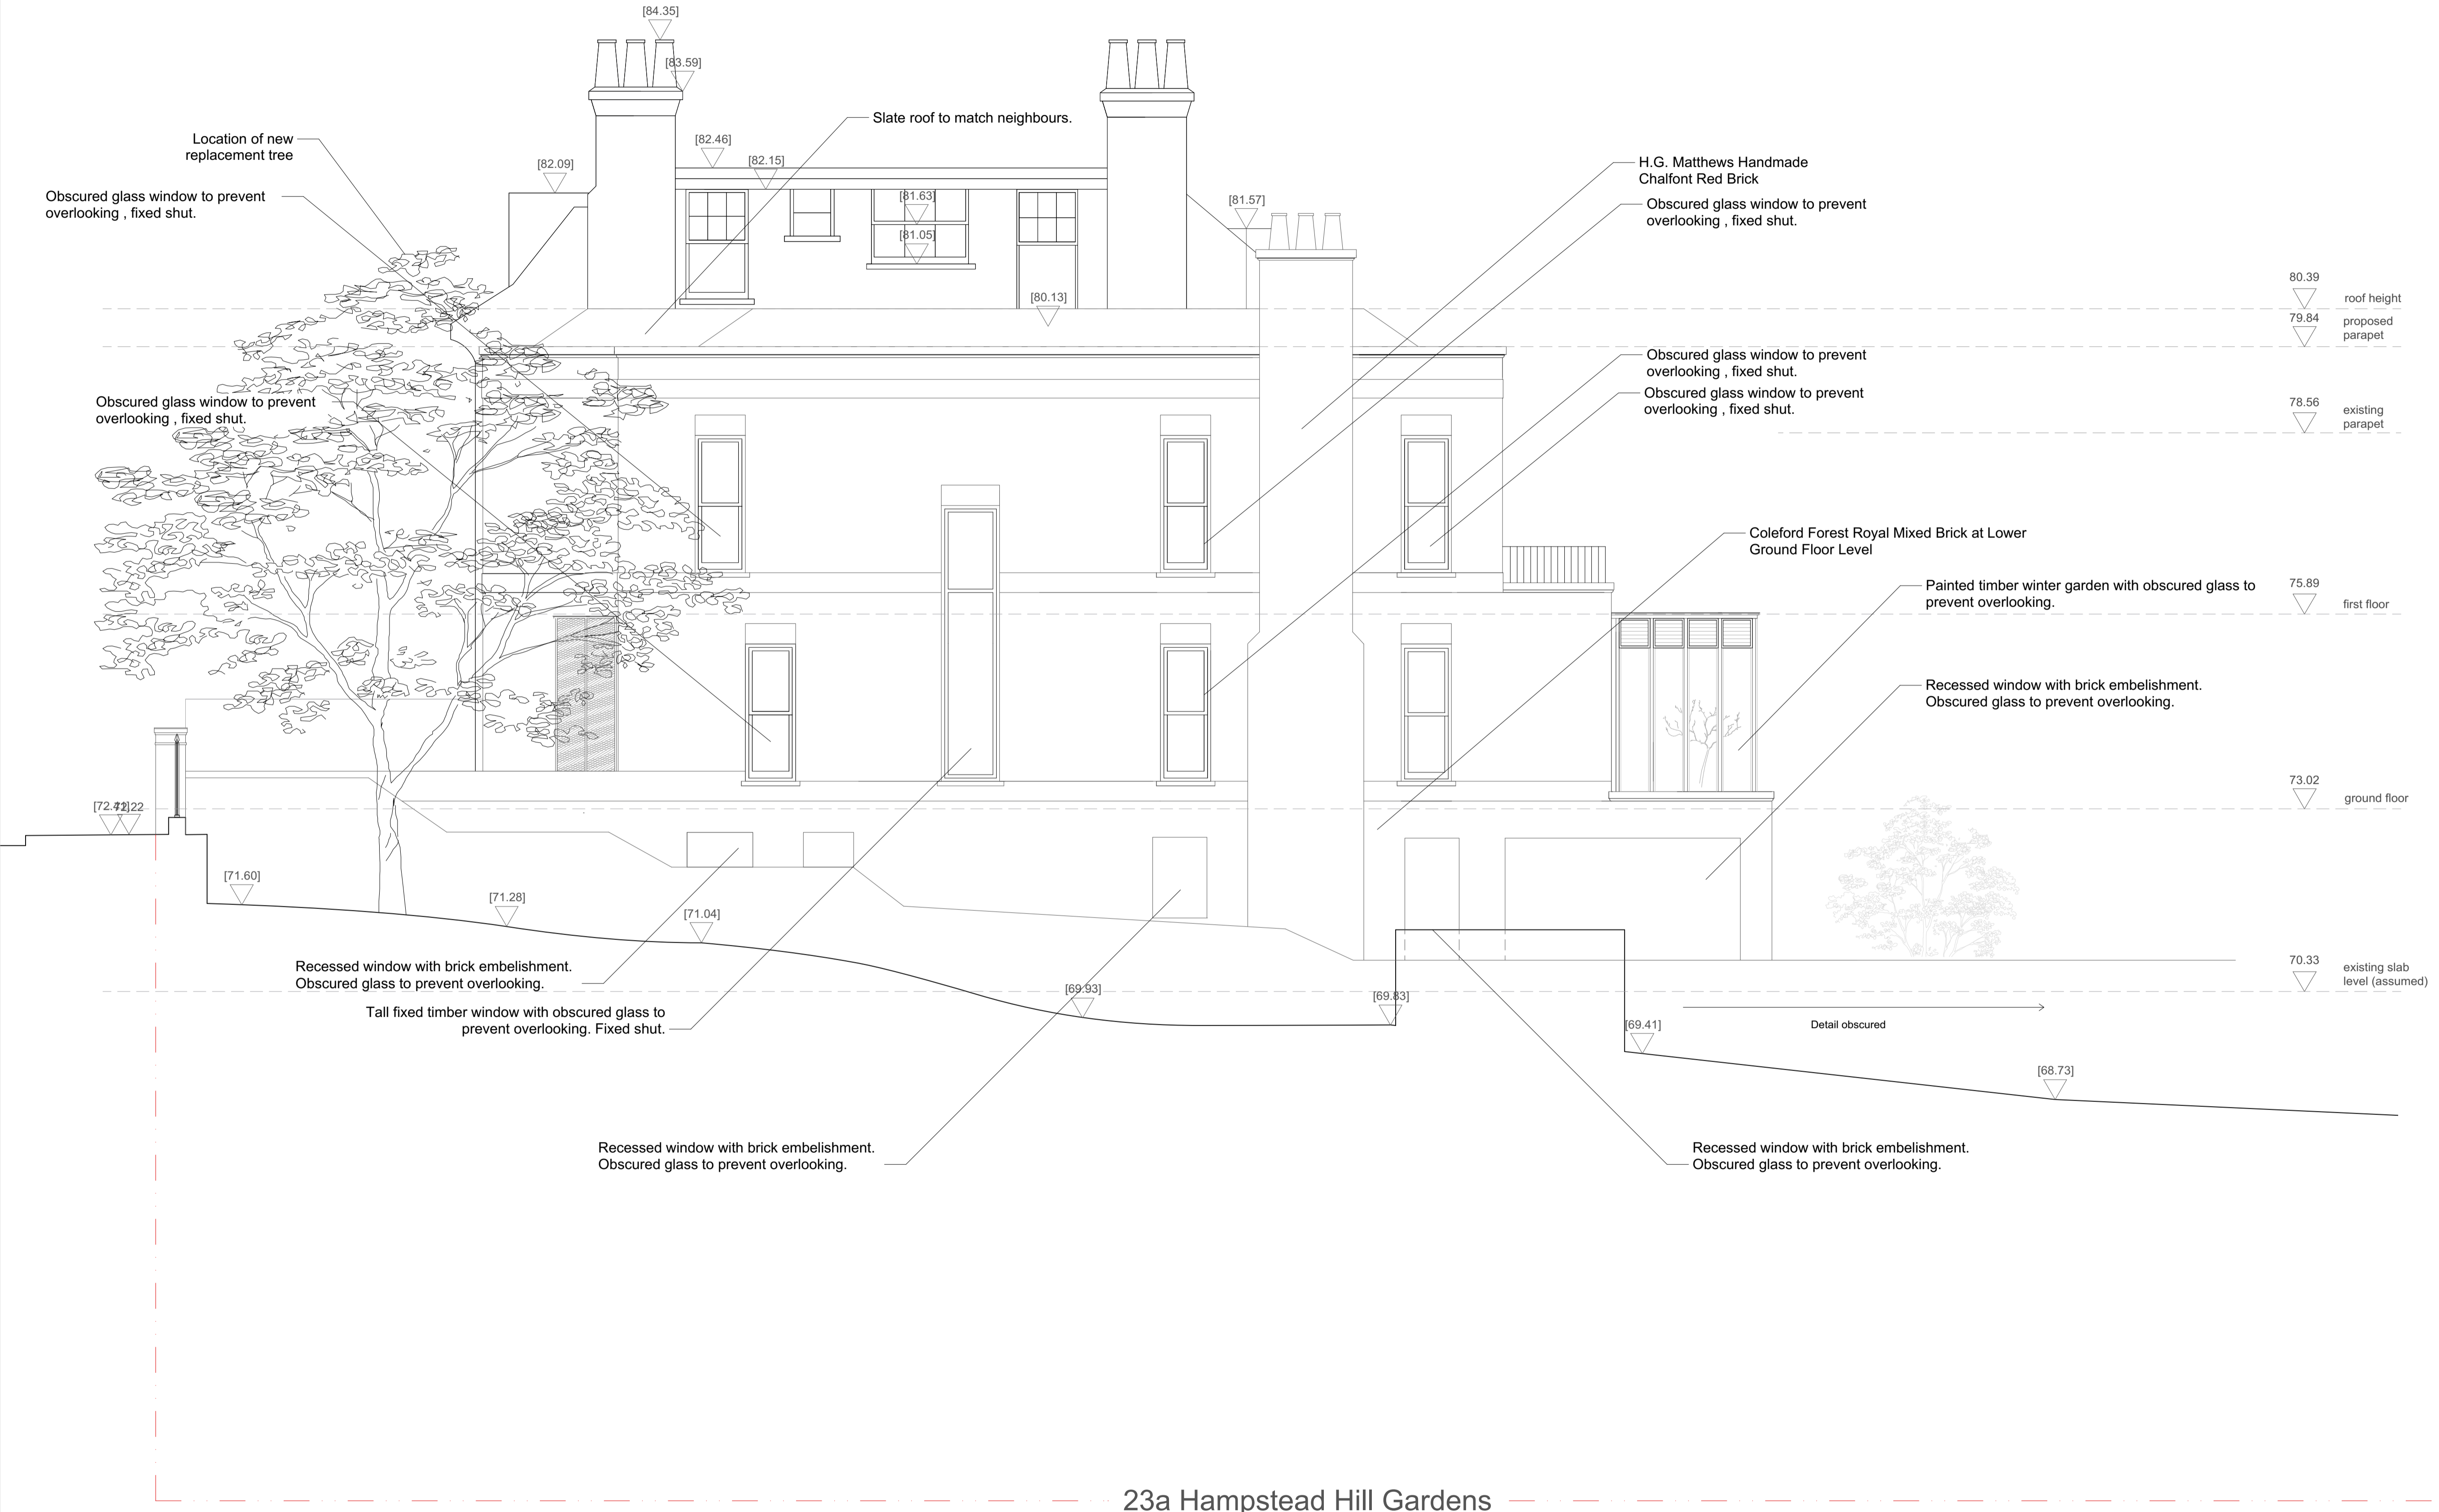 [84.35]
[83.59]
Slate roof to match neighbours.
Location of new
replacement tree
[82.46]
[82.15]
[82.09]
H.G. Matthews Handmade
Chalfont Red Brick
Obscured glass window to prevent
overlooking , fixed shut.
[81.63]
[81.57]
Obscured glass window to prevent
overlooking , fixed shut.
[81.05]
80.39
roof height
[80.13]
79.84
proposed
parapet
Obscured glass window to prevent
overlooking , fixed shut.
Obscured glass window to prevent
overlooking , fixed shut.
Obscured glass window to prevent
overlooking , fixed shut.
78.56
existing
parapet
Coleford Forest Royal Mixed Brick at Lower
Ground Floor Level
Painted timber winter garden with obscured glass to
prevent overlooking.
75.89
first floor
Recessed window with brick embelishment.
Obscured glass to prevent overlooking.
73.02
ground floor
[72.41]
72.22
[71.60]
[71.28]
[71.04]
Recessed window with brick embelishment.
Obscured glass to prevent overlooking.
70.33
existing slab
level (assumed)
[69.93]
[69.83]
Tall fixed timber window with obscured glass to
prevent overlooking. Fixed shut.
[69.41]
Detail obscured
[68.73]
Recessed window with brick embelishment.
Obscured glass to prevent overlooking.
Recessed window with brick embelishment.
Obscured glass to prevent overlooking.
23a Hampstead Hill Gardens